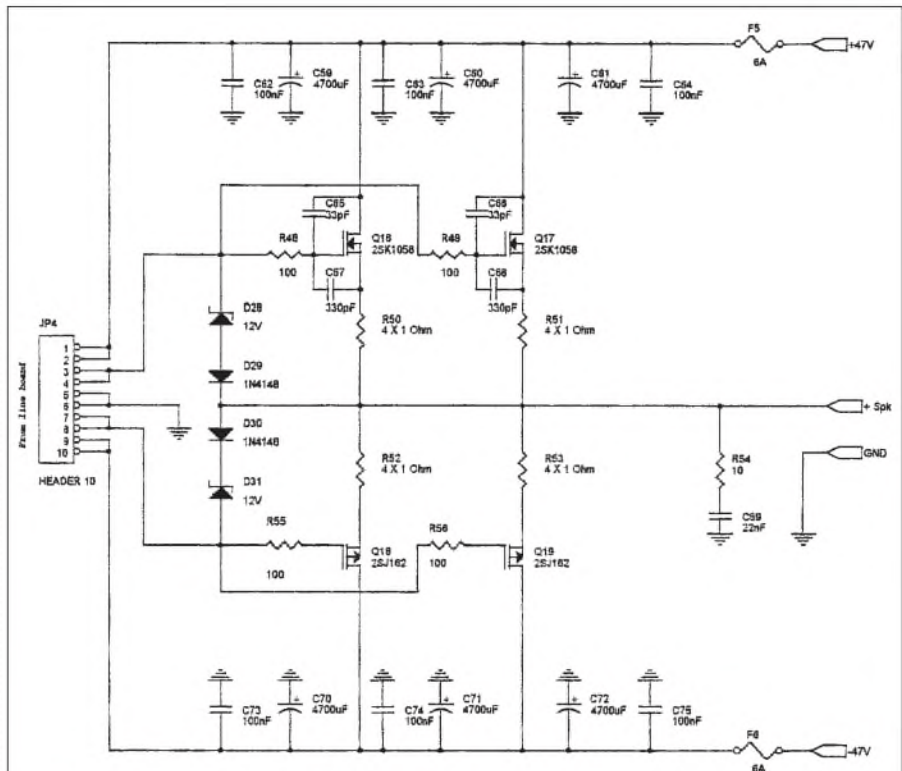 F5
+47V
6A
C62
100nF
C59
4700uF
C63
100nF
C60
4700uF
C61
4700uF
C64
100nF
C65
33pF
C66
33pF
R48
100
Q16
2SK1058
R49
100
Q17
2SK1058
C67
330pF
C68
330pF
D28
12V
R50
4 X 1 Ohm
R51
4 X 1 Ohm
JP4
From line board
1
2
3
4
5
6
7
8
9
10
HEADER 10
D29
1N4148
+ Spk
D30
1N4148
R52
4 X 1 Ohm
R53
4 X 1 Ohm
R54
10
GND
D31
12V
C69
22nF
R55
100
Q18
2SJ162
R56
100
Q19
2SJ162
C73
100nF
C70
4700uF
C74
100nF
C71
4700uF
C72
4700uF
C75
100nF
F6
-47V
6A